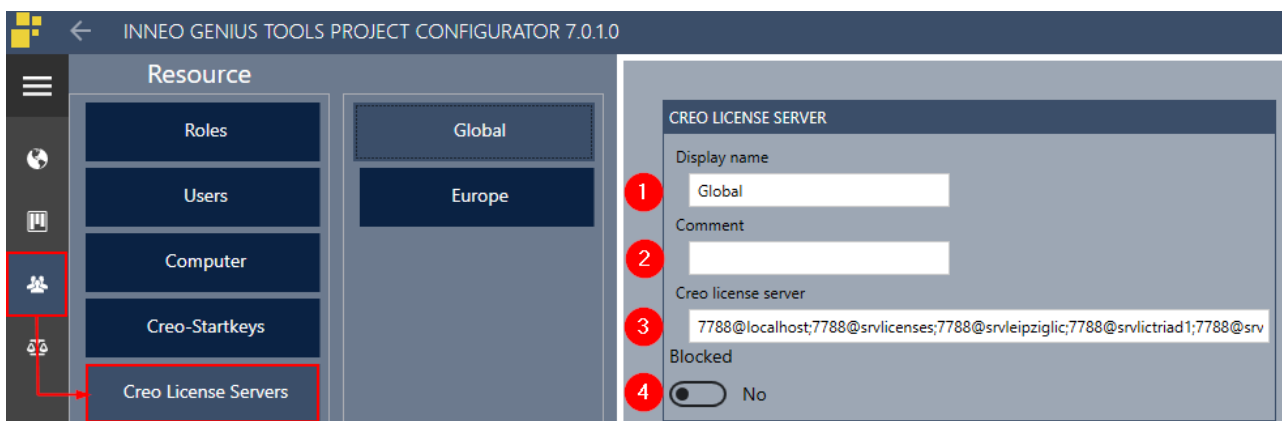 INNEO GENIUS TOOLS PROJECT CONFIGURATOR 7.0.1.0
Resource
Roles
Users
Computer
Creo-Startkeys
Creo License Servers
Global
Europe
CREO LICENSE SERVER
Display name
1 Global
Comment
2
Creo license server
3 7788@localhost;7788@srvlicenses;7788@srvleipziglic;7788@srvlictriad1;7788@srv
Blocked
4 No